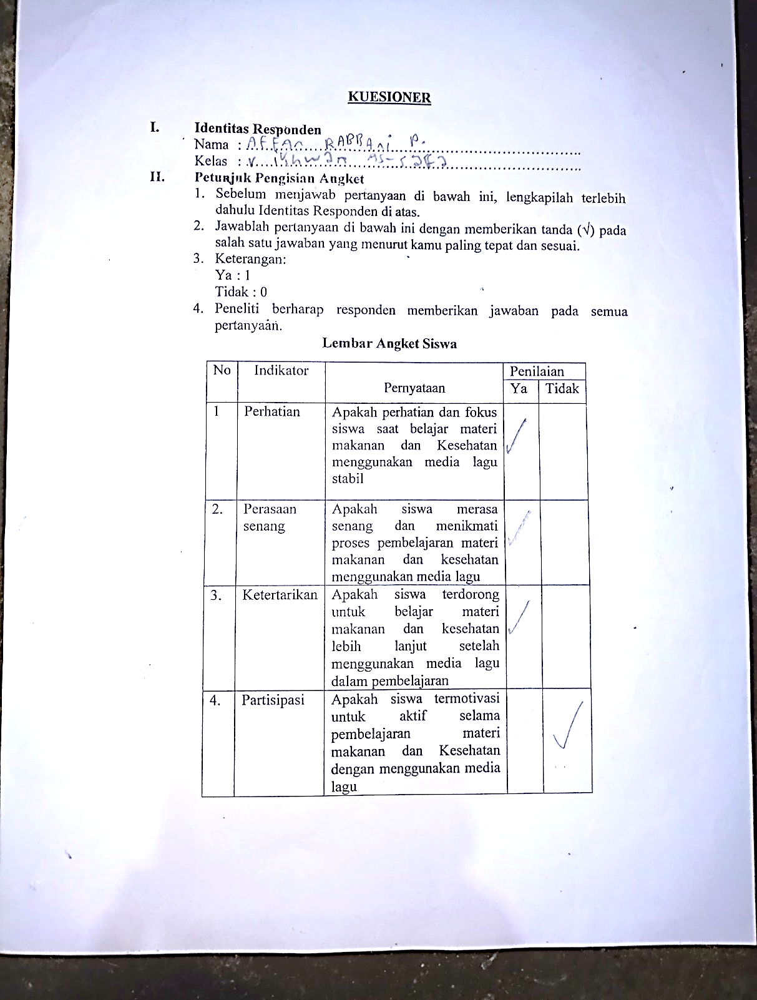 KUESIONER
I. Identitas Responden
Nama : AFFAn RABBAni P.
Kelas : V Ikhwan AS-Safa
II. Petunjuk Pengisian Angket
1. Sebelum menjawab pertanyaan di bawah ini, lengkapilah terlebih
dahulu Identitas Responden di atas.
2. Jawablah pertanyaan di bawah ini dengan memberikan tanda (√) pada
salah satu jawaban yang menurut kamu paling tepat dan sesuai.
3. Keterangan:
Ya : 1
Tidak : 0
4. Peneliti berharap responden memberikan jawaban pada semua
pertanyaan.
Lembar Angket Siswa
No Indikator Pernyataan Penilaian
Ya Tidak
1 Perhatian Apakah perhatian dan fokus
siswa saat belajar materi
makanan dan Kesehatan
menggunakan media lagu
stabil
✓
2. Perasaan senang Apakah siswa merasa
senang dan menikmati
proses pembelajaran materi
makanan dan kesehatan
menggunakan media lagu
✓
3. Ketertarikan Apakah siswa terdorong
untuk belajar materi
makanan dan kesehatan
lebih lanjut setelah
menggunakan media lagu
dalam pembelajaran
✓
4. Partisipasi Apakah siswa termotivasi
untuk aktif selama
pembelajaran materi
makanan dan Kesehatan
dengan menggunakan media
lagu
✓